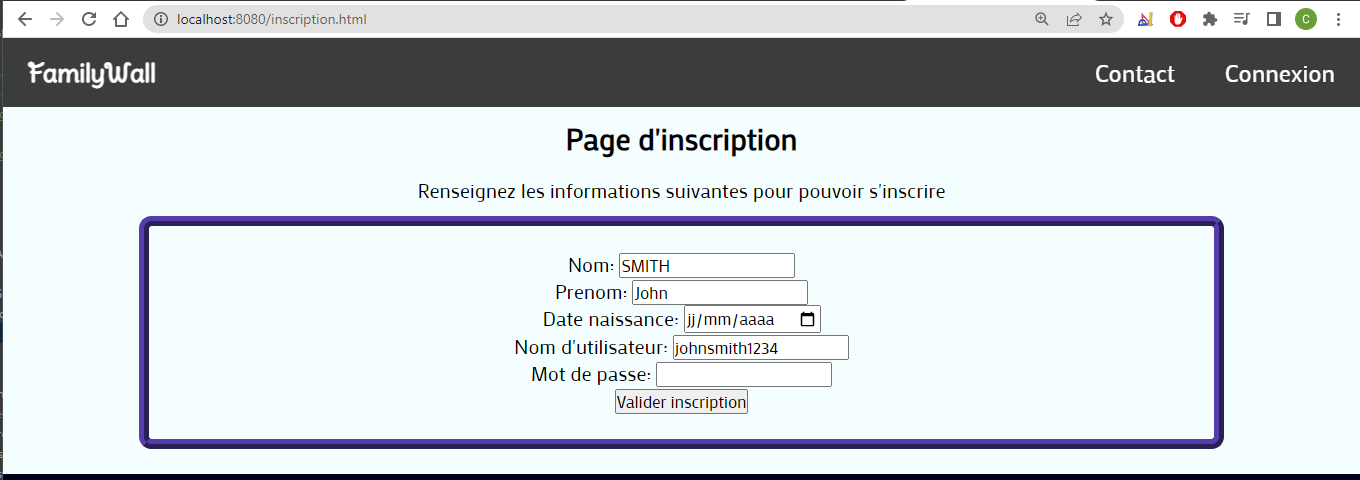 localhost:8080/inscription.html
C
FamilyWall
Contact
Connexion
Page d'inscription
Renseignez les informations suivantes pour pouvoir s'inscrire
Nom: SMITH
Prenom: John
Date naissance: jj/mm/aaaa
Nom d'utilisateur: johnsmith1234
Mot de passe:
Valider inscription